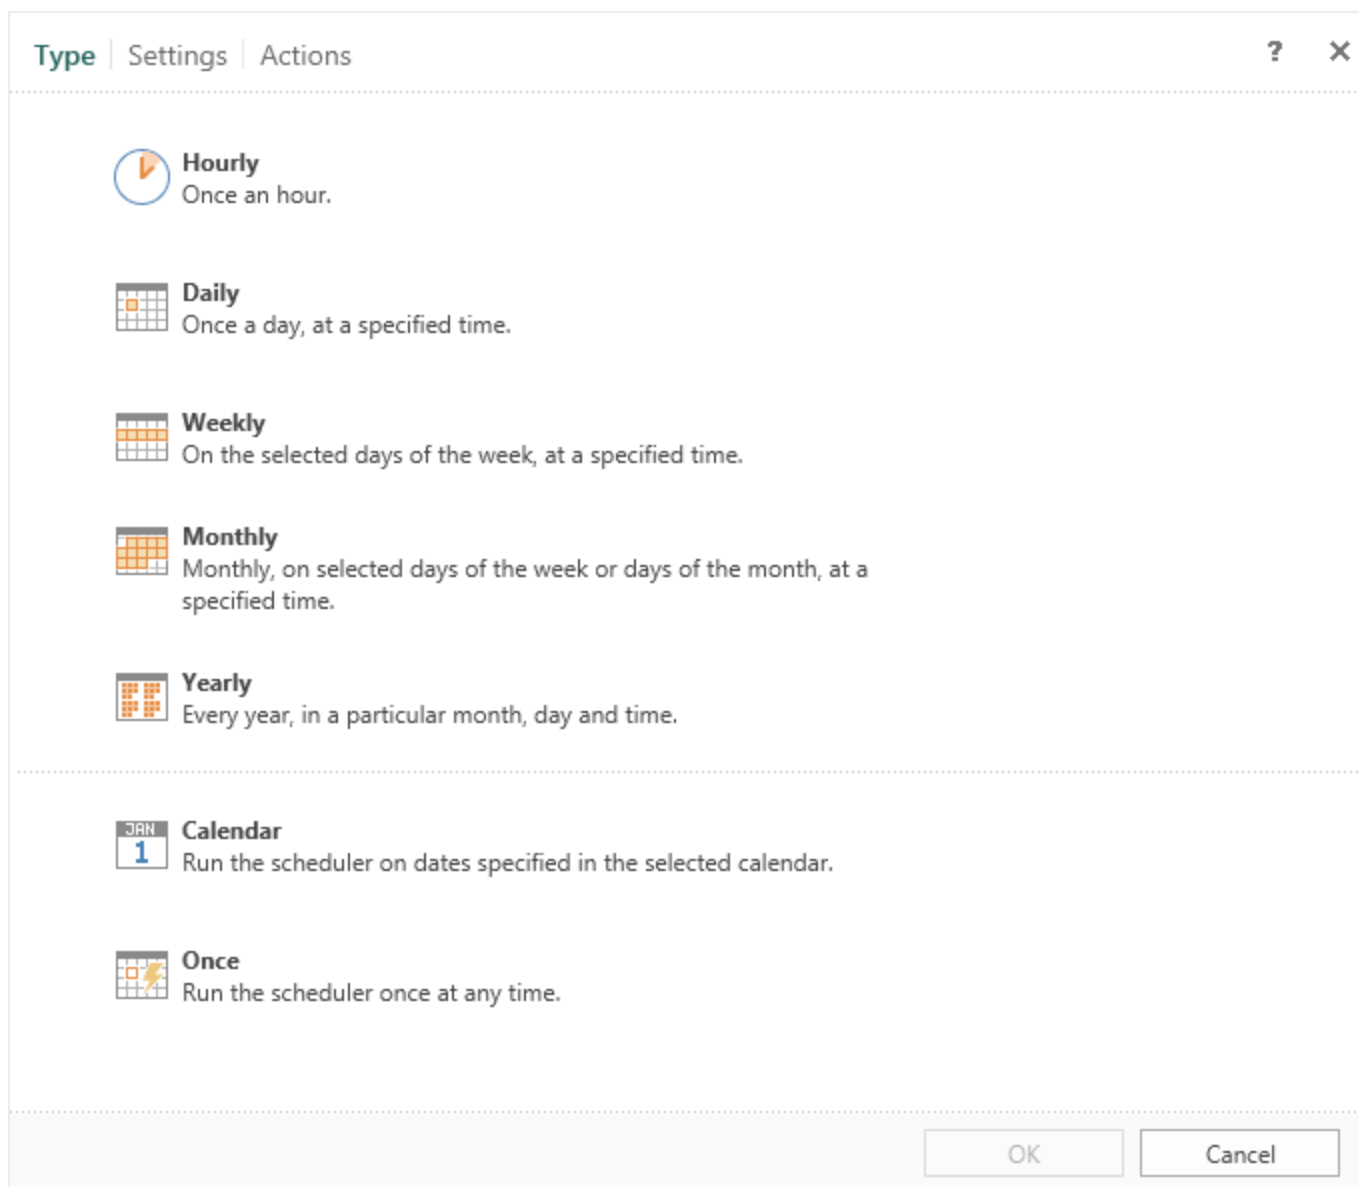 Type Settings Actions ? ×
Hourly
Once an hour.
Daily
Once a day, at a specified time.
Weekly
On the selected days of the week, at a specified time.
Monthly
Monthly, on selected days of the week or days of the month, at a
specified time.
Yearly
Every year, in a particular month, day and time.
JAN
1
Calendar
Run the scheduler on dates specified in the selected calendar.
Once
Run the scheduler once at any time.
OK Cancel